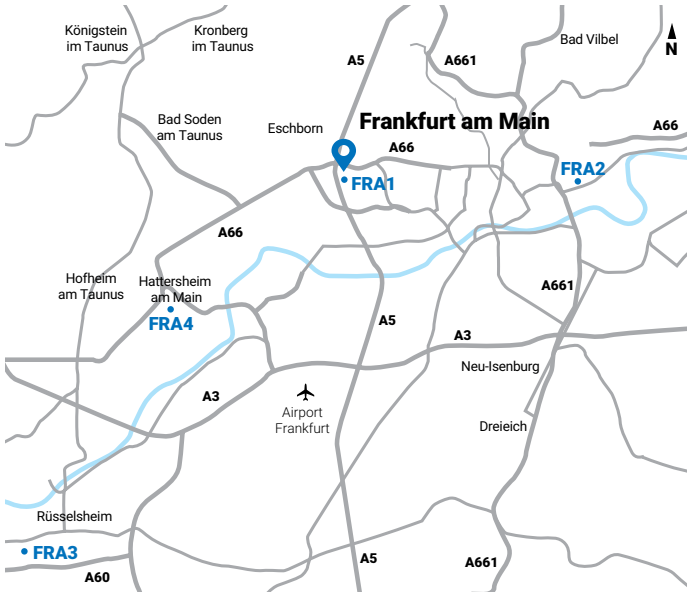 Königstein
im Taunus
Kronberg
im Taunus
A5
A661
Bad Vilbel
N
Bad Soden
am Taunus
Eschborn
Frankfurt am Main
A66
A66
FRA1
FRA2
A66
Hofheim
am Taunus
Hattersheim
am Main
FRA4
A661
A5
A3
Neu-Isenburg
A3
Airport
Frankfurt
Dreieich
Rüsselsheim
FRA3
A60
A5
A661